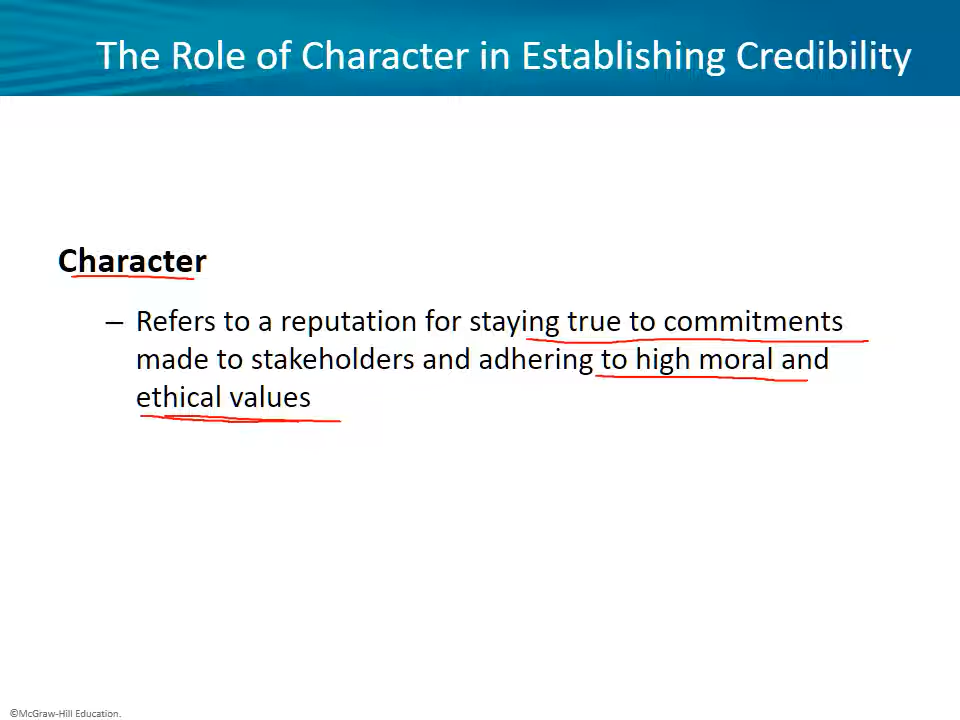 The Role of Character in Establishing Credibility
Character
– Refers to a reputation for staying true to commitments
made to stakeholders and adhering to high moral and
ethical values
©McGraw-Hill Education.